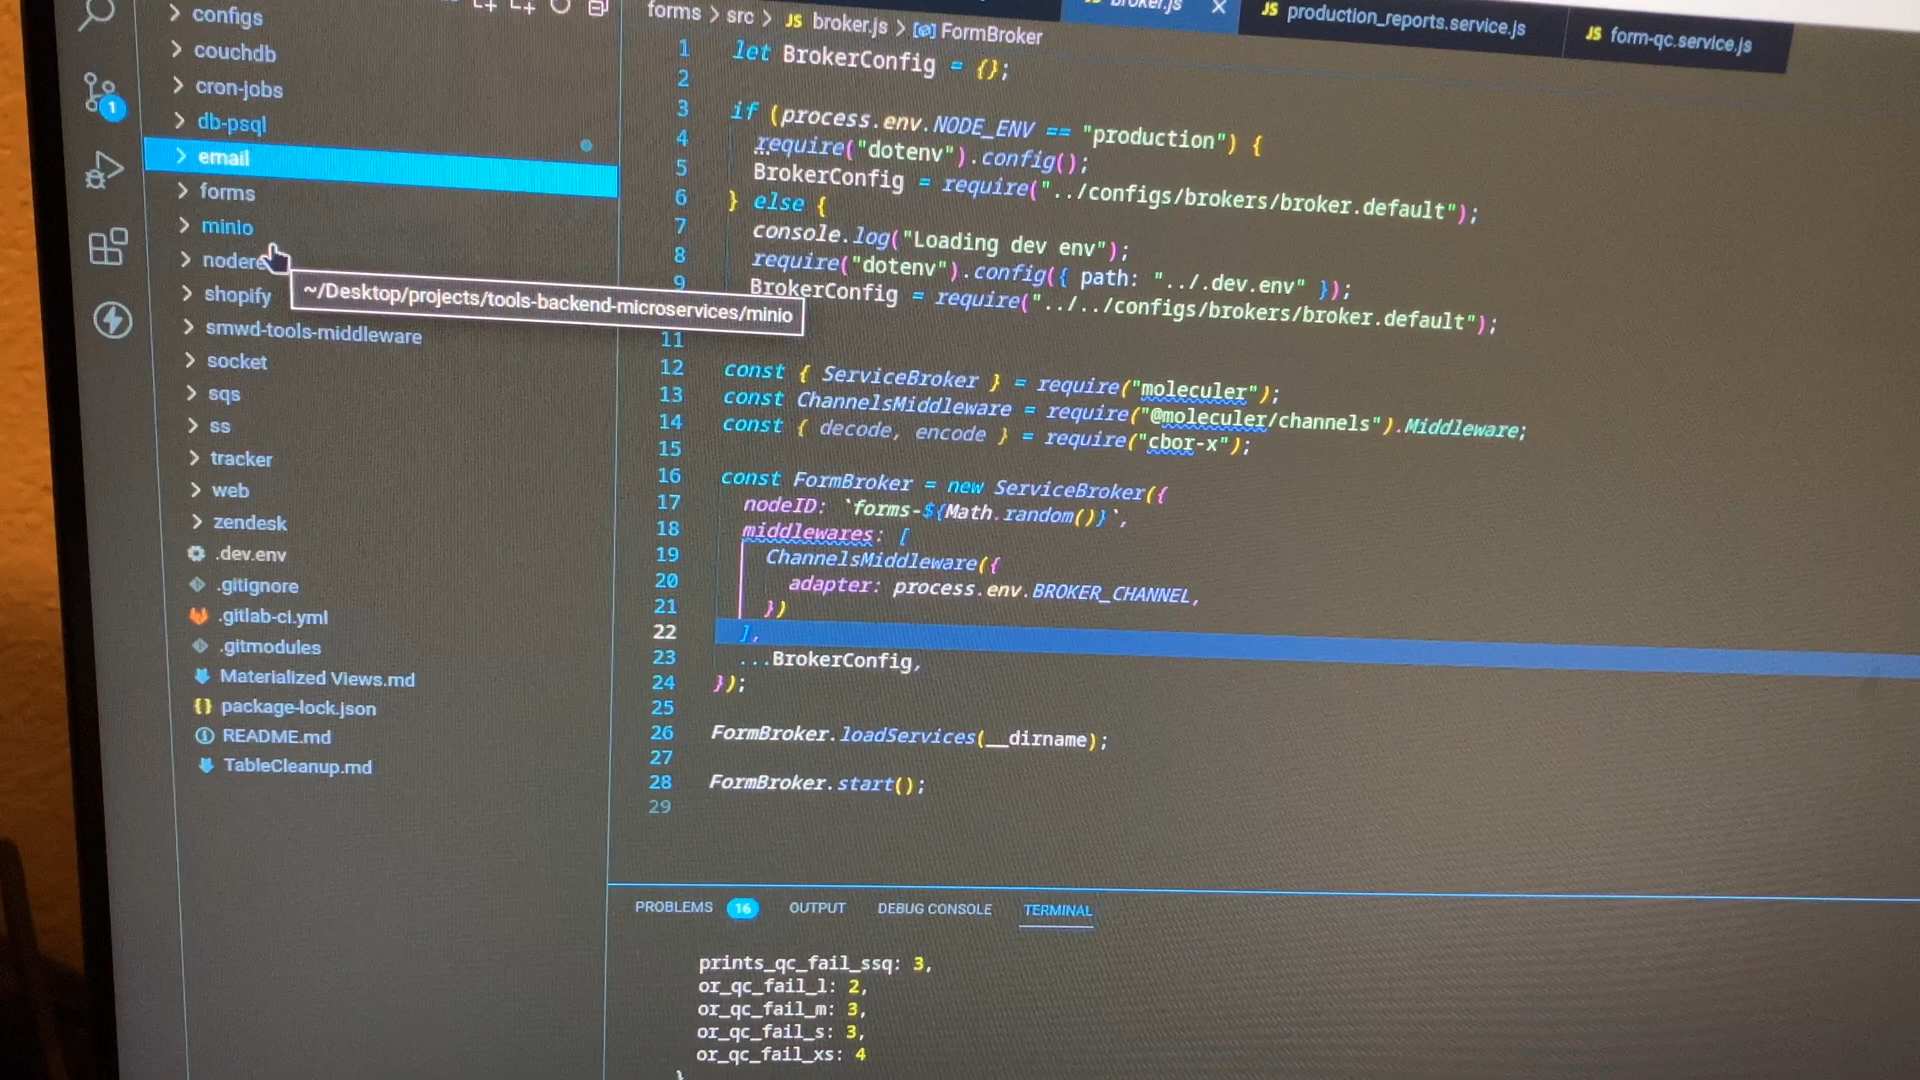 configs
couchdb
cron-jobs
db-psql
email
forms
minio
shopify
smwd-tools-middleware
socket
sqs
ss
tracker
web
zendesk
.dev.env
.gitignore
.gitlab-ci.yml
.gitmodules
Materialized Views.md
package-lock.json
README.md
TableCleanup.md
1
~/Desktop/projects/tools-backend-microservices/minio
broker.js
production_reports.service.js
form-qc.service.js
forms > src > JS broker.js > FormBroker
1 let BrokerConfig = {};
2
3 if (process.env.NODE_ENV == "production") {
4 require("dotenv").config();
5 BrokerConfig = require("../configs/brokers/broker.default");
6 } else {
7 console.log("Loading dev env");
8 require("dotenv").config({ path: "../.dev.env" });
9 BrokerConfig = require("../../configs/brokers/broker.default");
11
12 const { ServiceBroker } = require("moleculer");
13 const ChannelsMiddleware = require("@moleculer/channels").Middleware;
14 const { decode, encode } = require("cbor-x");
15
16 const FormBroker = new ServiceBroker({
17 nodeID: `forms-${Math.random()}`,
18 middlewares: [
19 ChannelsMiddleware({
20 adapter: process.env.BROKER_CHANNEL,
21 })
22 ],
23 ...BrokerConfig,
24 });
25
26 FormBroker.loadServices(__dirname);
27
28 FormBroker.start();
29
PROBLEMS 16 OUTPUT DEBUG CONSOLE TERMINAL
prints_qc_fail_ssq: 3,
or_qc_fail_l: 2,
or_qc_fail_m: 3,
or_qc_fail_s: 3,
or_qc_fail_xs: 4
}